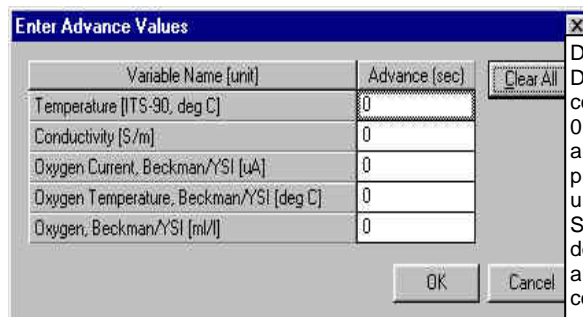 Enter Advance Values
Variable Name [unit] Advance (sec) Clear All
Temperature [ITS-90, deg C] 0
Conductivity [S/m] 0
Oxygen Current, Beckman/YSI [uA] 0
Oxygen Temperature, Beckman/YSI [deg C] 0
Oxygen, Beckman/YSI [ml/l] 0
OK Cancel